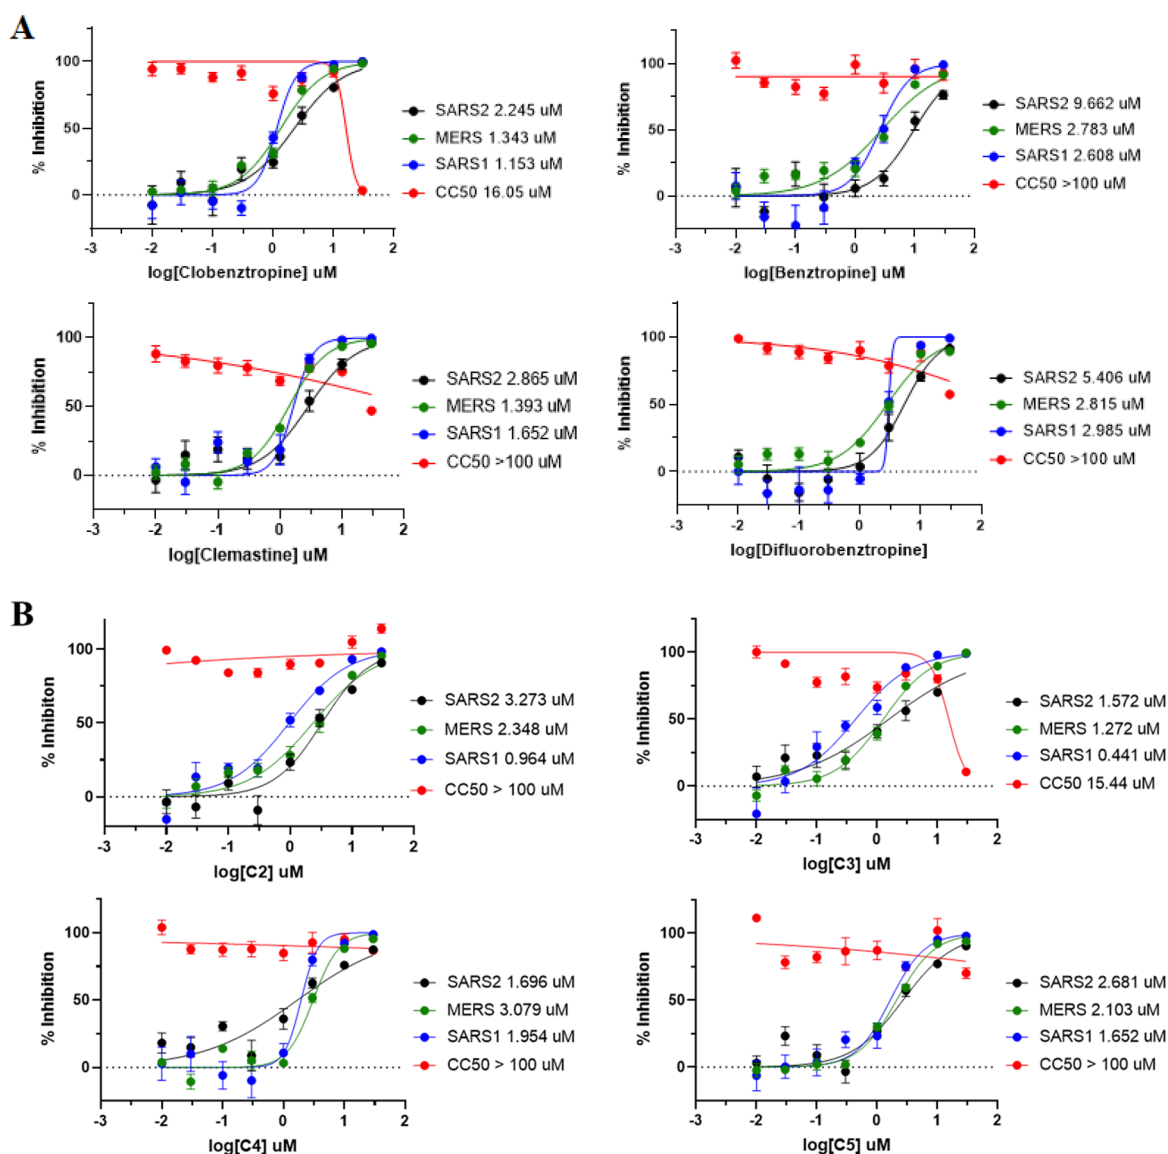 A
% Inhibition
100
50
0
-3
-2
-1
0
1
2
log[Clobenztropine] uM
SARS2 2.245 uM
MERS 1.343 uM
SARS1 1.153 uM
CC50 16.05 uM
% Inhibition
100
50
0
-3
-2
-1
0
1
2
log[Benztropine] uM
SARS2 9.662 uM
MERS 2.783 uM
SARS1 2.608 uM
CC50 >100 uM
% Inhibition
100
50
0
-3
-2
-1
0
1
2
log[Clemastine] uM
SARS2 2.865 uM
MERS 1.393 uM
SARS1 1.652 uM
CC50 >100 uM
% Inhibition
100
50
0
-3
-2
-1
0
1
2
log[Difluorobenztropine]
SARS2 5.406 uM
MERS 2.815 uM
SARS1 2.985 uM
CC50 >100 uM
B
% Inhibiton
100
50
0
-3
-2
-1
0
1
2
log[C2] uM
SARS2 3.273 uM
MERS 2.348 uM
SARS1 0.964 uM
CC50 > 100 uM
% Inhibition
100
50
0
-3
-2
-1
0
1
2
log[C3] uM
SARS2 1.572 uM
MERS 1.272 uM
SARS1 0.441 uM
CC50 15.44 uM
% Inhibition
100
50
0
-3
-2
-1
0
1
2
log[C4] uM
SARS2 1.696 uM
MERS 3.079 uM
SARS1 1.954 uM
CC50 > 100 uM
% Inhibition
100
50
0
-3
-2
-1
0
1
2
log[C5] uM
SARS2 2.681 uM
MERS 2.103 uM
SARS1 1.652 uM
CC50 > 100 uM